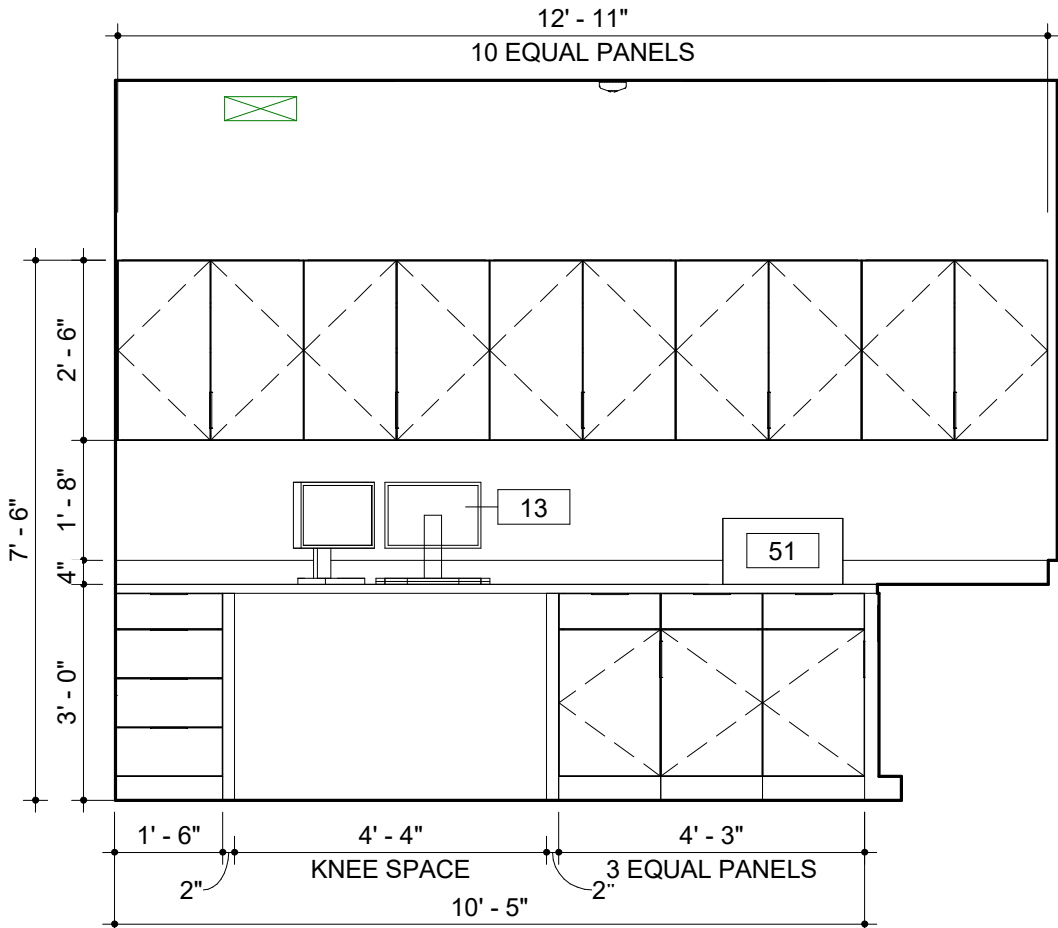 12' - 11"
10 EQUAL PANELS
2' - 6"
7' - 6"
1' - 8"
13
51
4"
3' - 0"
1' - 6"
4' - 4"
4' - 3"
KNEE SPACE
3 EQUAL PANELS
2"
2"
10' - 5"